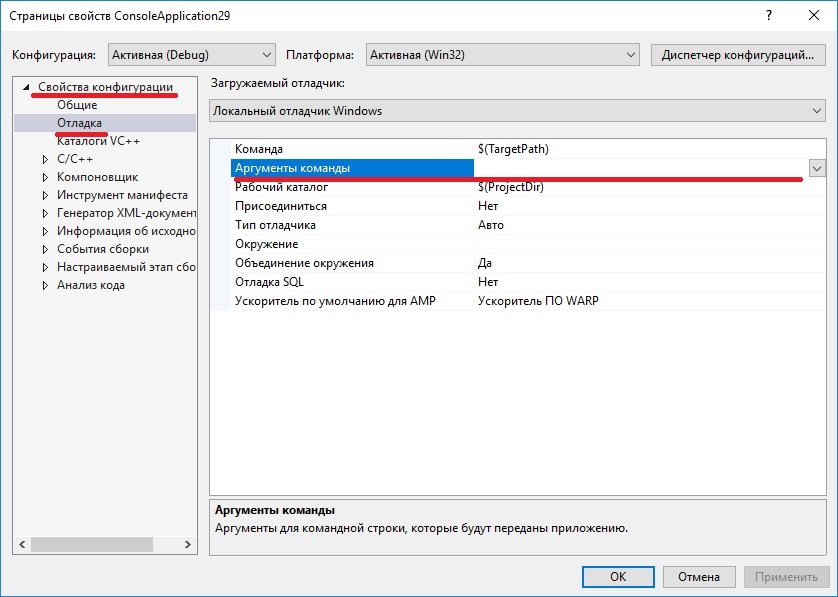 Страницы свойств ConsoleApplication29
?
Конфигурация: Активная (Debug) Платформа: Активная (Win32) Диспетчер конфигураций...
Свойства конфигурации
Общие
Отладка
Каталоги VC++
C/C++
Компоновщик
Инструмент манифеста
Генератор XML-документ
Информация об исходно
События сборки
Настраиваемый этап сбо
Анализ кода
Загружаемый отладчик:
Локальный отладчик Windows
Команда $(TargetPath)
Аргументы команды
Рабочий каталог $(ProjectDir)
Присоединиться Нет
Тип отладчика Авто
Окружение
Объединение окружения Да
Отладка SQL Нет
Ускоритель по умолчанию для AMP Ускоритель ПО WARP
Аргументы команды
Аргументы для командной строки, которые будут переданы приложению.
OK Отмена Применить